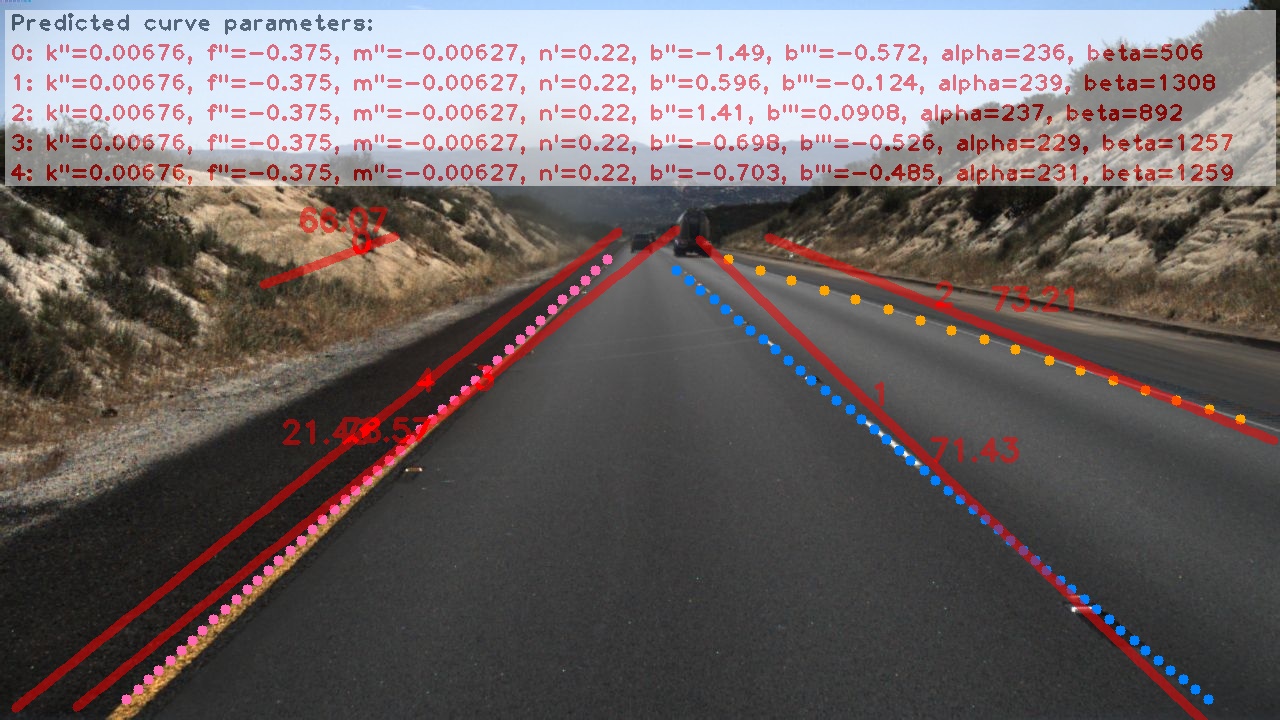 Predicted curve parameters:
0: k''=0.00676, f''=-0.375, m''=-0.00627, n'=0.22, b''=-1.49, b'''=-0.572, alpha=236, beta=506
1: k''=0.00676, f''=-0.375, m''=-0.00627, n'=0.22, b''=0.596, b'''=-0.124, alpha=239, beta=1308
2: k''=0.00676, f''=-0.375, m''=-0.00627, n'=0.22, b''=1.41, b'''=0.0908, alpha=237, beta=892
3: k''=0.00676, f''=-0.375, m''=-0.00627, n'=0.22, b''=-0.698, b'''=-0.526, alpha=229, beta=1257
4: k''=0.00676, f''=-0.375, m''=-0.00627, n'=0.22, b''=-0.703, b'''=-0.485, alpha=231, beta=1259
68.07
0
2 73.21
4 3
1
71.43